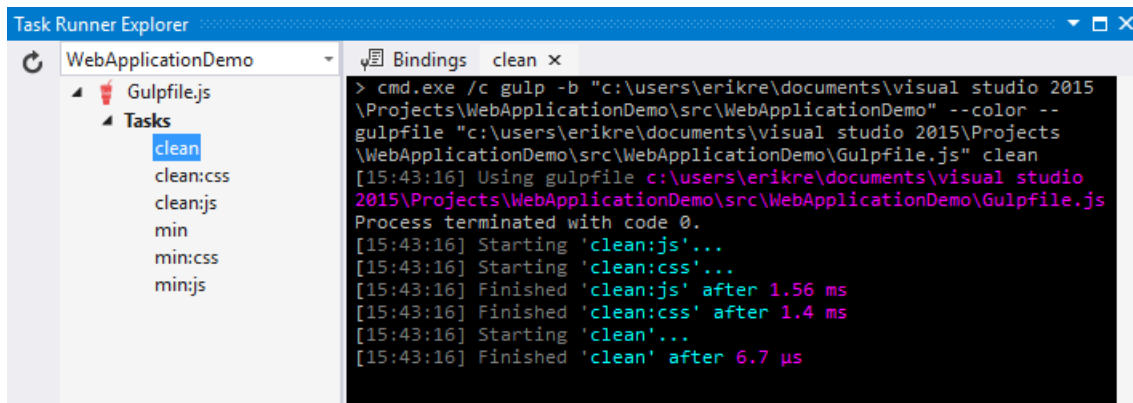 Task Runner Explorer
WebApplicationDemo
Gulpfile.js
Tasks
clean
clean:css
clean:js
min
min:css
min:js
Bindings clean
> cmd.exe /c gulp -b "c:\users\erikre\documents\visual studio 2015
\Projects\WebApplicationDemo\src\WebApplicationDemo" --color --
gulpfile "c:\users\erikre\documents\visual studio 2015\Projects
\WebApplicationDemo\src\WebApplicationDemo\Gulpfile.js" clean
[15:43:16] Using gulpfile c:\users\erikre\documents\visual studio
2015\Projects\WebApplicationDemo\src\WebApplicationDemo\Gulpfile.js
Process terminated with code 0.
[15:43:16] Starting 'clean:js'...
[15:43:16] Starting 'clean:css'...
[15:43:16] Finished 'clean:js' after 1.56 ms
[15:43:16] Finished 'clean:css' after 1.4 ms
[15:43:16] Starting 'clean'...
[15:43:16] Finished 'clean' after 6.7 μs